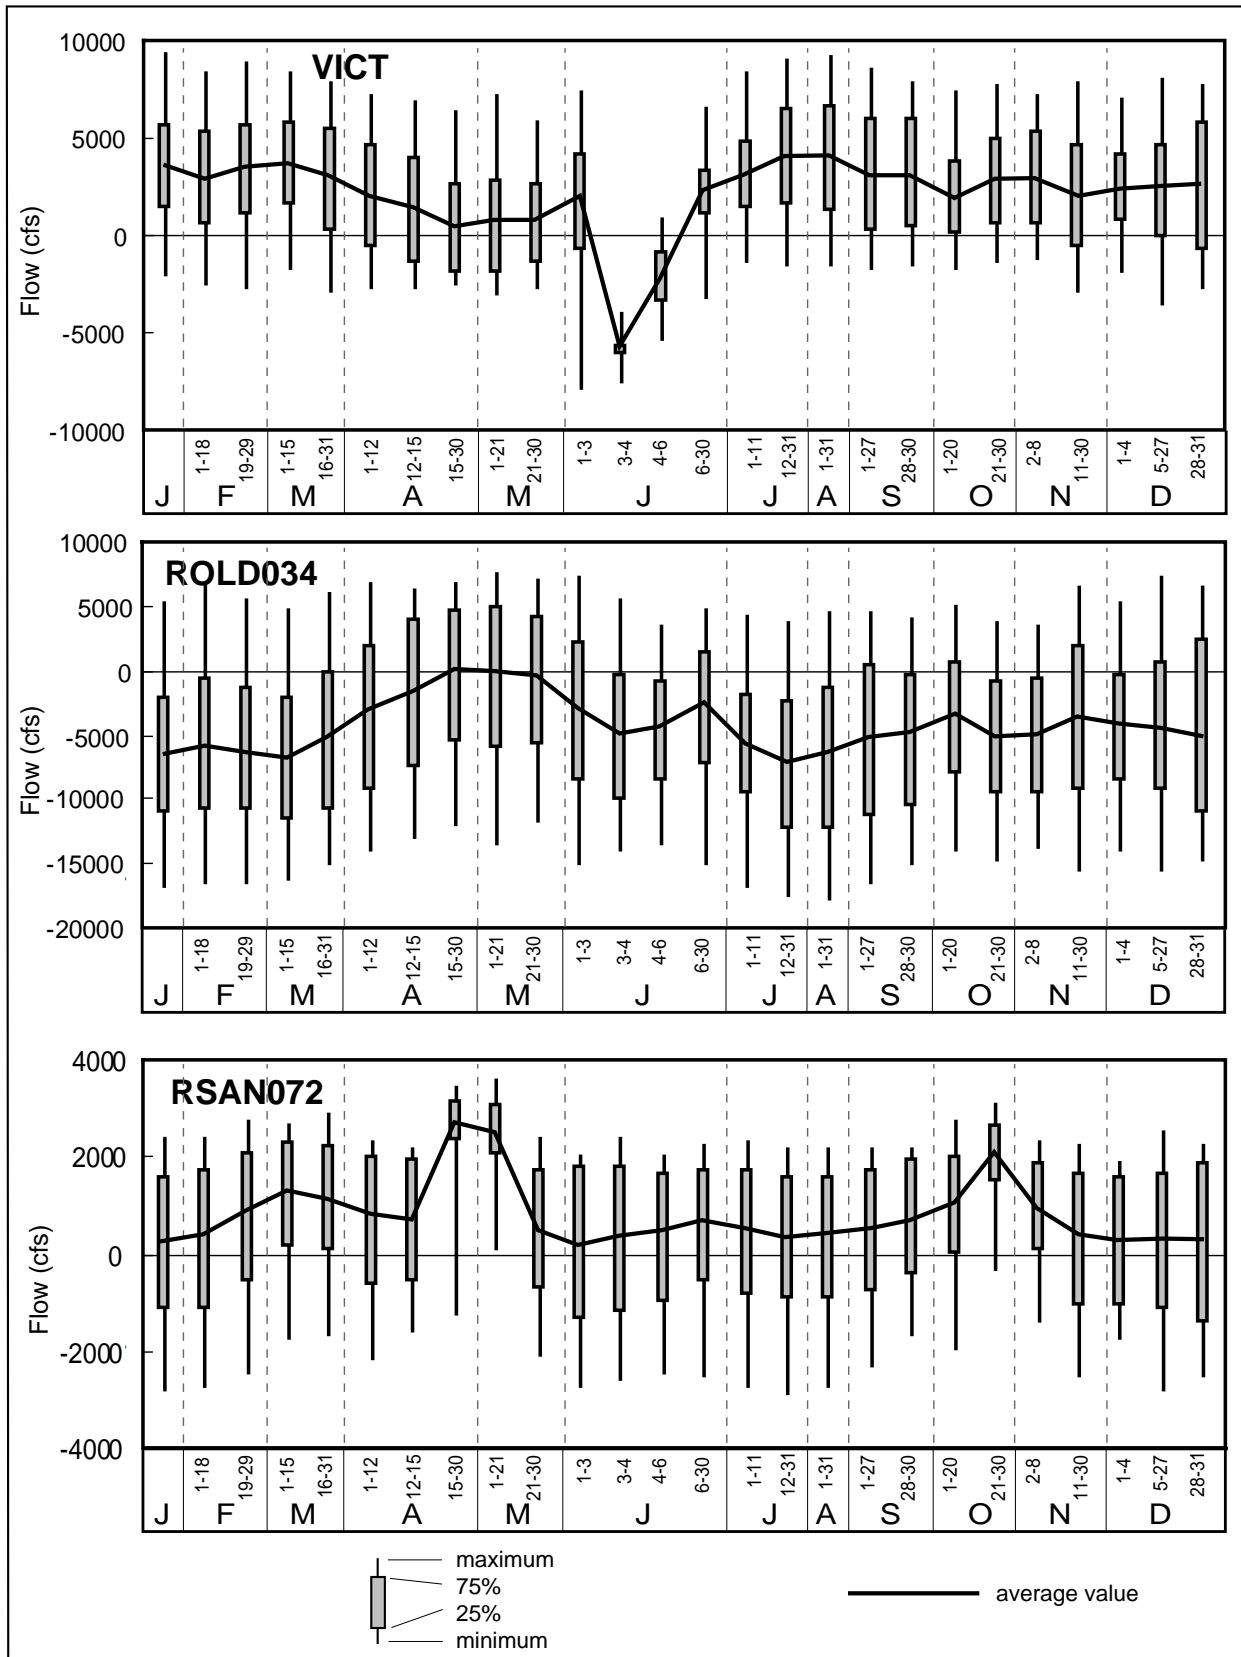 VICT
Flow (cfs)
10000
5000
0
-5000
-10000
1-18 19-29 1-15 16-31 1-12 12-15 15-30 1-21 21-30 1-3 3-4 4-6 6-30 1-11 12-31 1-31 1-27 28-30 1-20 21-30 2-8 11-30 1-4 5-27 28-31
J F M A M J J A S O N D
ROLD034
Flow (cfs)
10000
5000
0
-5000
-10000
-15000
-20000
1-18 19-29 1-15 16-31 1-12 12-15 15-30 1-21 21-30 1-3 3-4 4-6 6-30 1-11 12-31 1-31 1-27 28-30 1-20 21-30 2-8 11-30 1-4 5-27 28-31
J F M A M J J A S O N D
RSAN072
Flow (cfs)
4000
2000
0
-2000
-4000
1-18 19-29 1-15 16-31 1-12 12-15 15-30 1-21 21-30 1-3 3-4 4-6 6-30 1-11 12-31 1-31 1-27 28-30 1-20 21-30 2-8 11-30 1-4 5-27 28-31
J F M A M J J A S O N D
maximum
75%
25%
minimum
average value